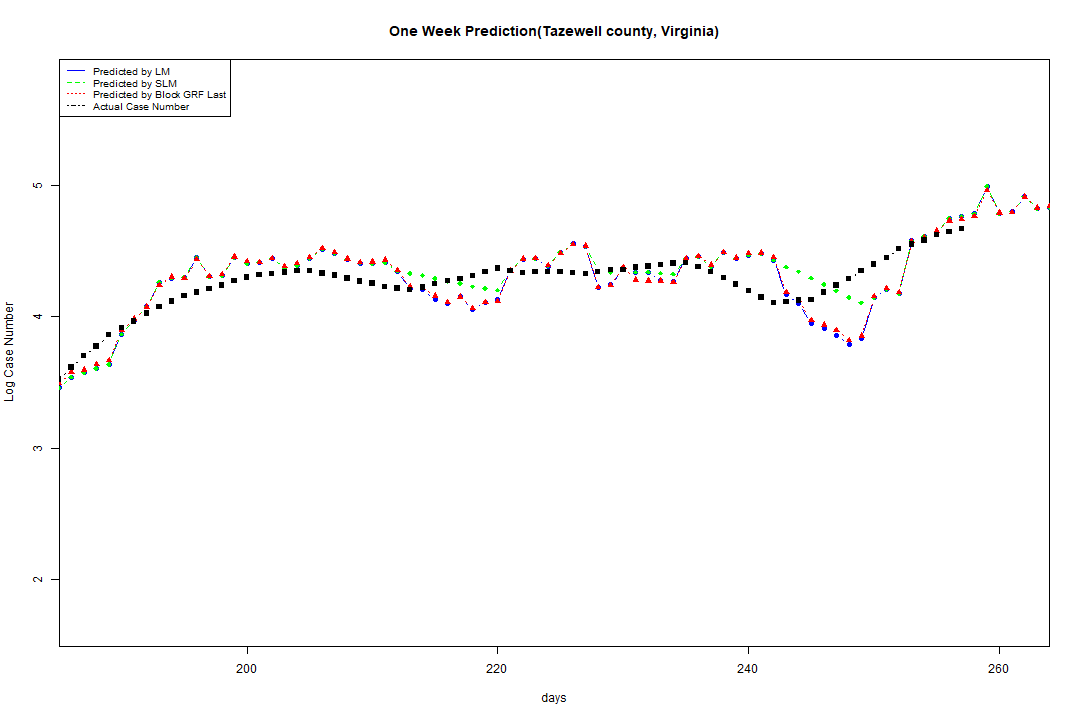 One Week Prediction(Tazewell county, Virginia)
Predicted by LM
Predicted by SLM
Predicted by Block GRF Last
Actual Case Number
5
4
3
2
Log Case Number
200
220
240
260
days